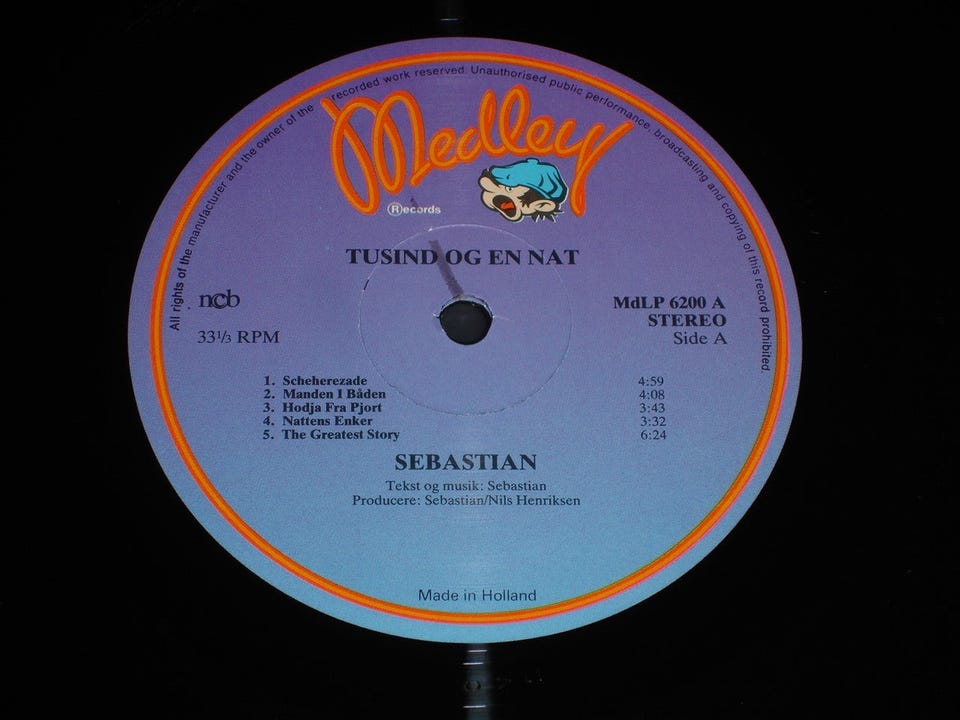 All rights of the manufacturer and the owner of the recorded work reserved. Unauthorised public performance, broadcasting and copying of this record prohibited.
Medley
Records
TUSIND OG EN NAT
ncb
MdLP 6200 A
STEREO
33⅓ RPM
Side A
1. Scheherezade 4:59
2. Manden I Båden 4:08
3. Hodja Fra Pjort 3:43
4. Nattens Enker 3:32
5. The Greatest Story 6:24
SEBASTIAN
Tekst og musik: Sebastian
Producere: Sebastian/Nils Henriksen
Made in Holland